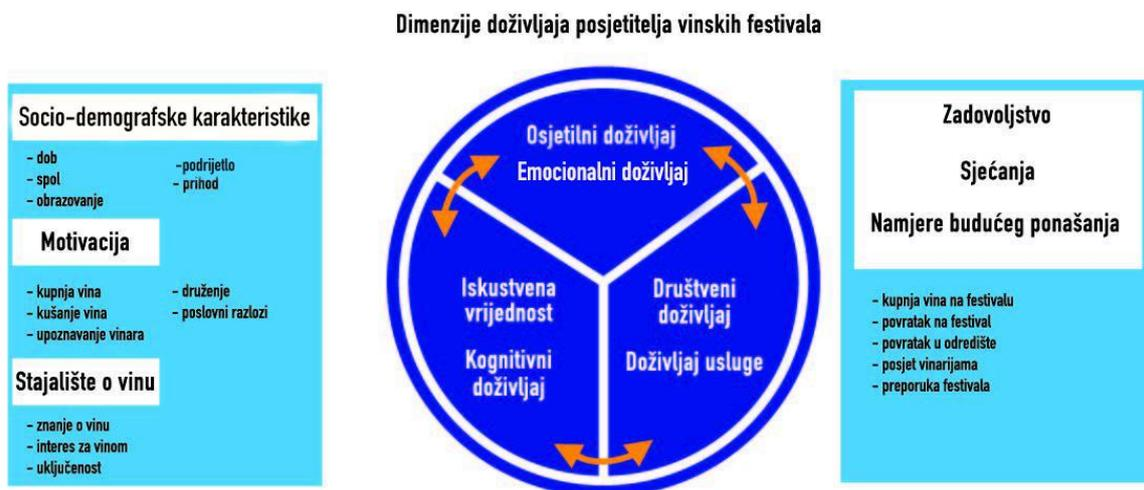 Dimenzije doživljaja posjetitelja vinskih festivala
Socio-demografske karakteristike
- dob
- spol
- obrazovanje
-podrijetlo
- prihod
Motivacija
- kupnja vina
- kušanje vina
- upoznavanje vinara
- druženje
- poslovni razlozi
Stajalište o vinu
- znanje o vinu
- interes za vinom
- uključenost
Osjetilni doživljaj
Emocionalni doživljaj
Iskustvena
vrijednost
Kognitivni
doživljaj
Društveni
doživljaj
Doživljaj usluge
Zadovoljstvo
Sjećanja
Namjere budućeg ponašanja
- kupnja vina na festivalu
- povratak na festival
- povratak u odredište
- posjet vinarijama
- preporuka festivala